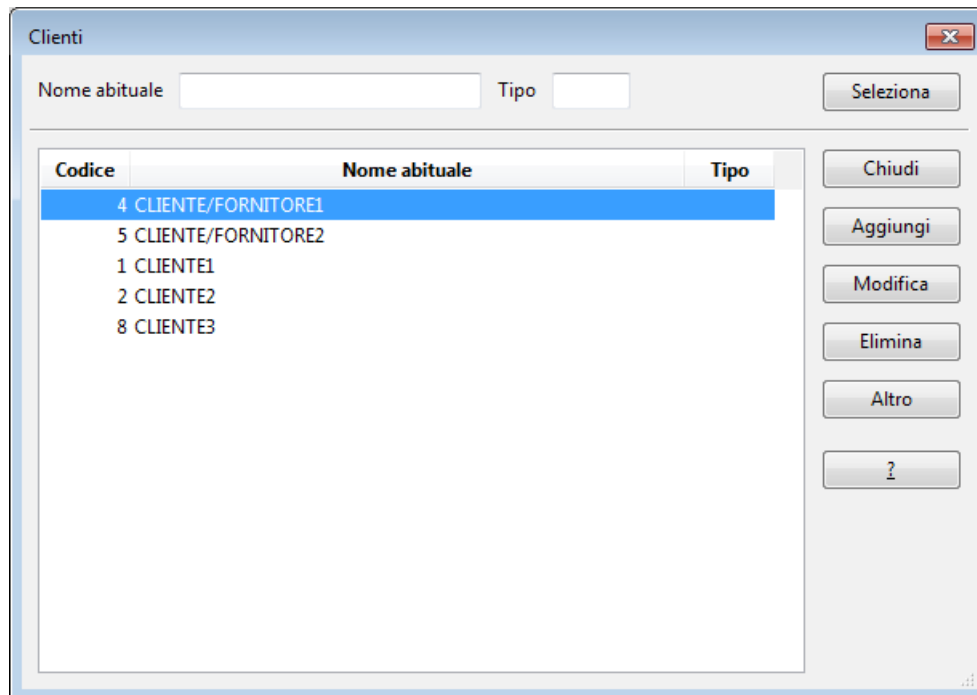 Clienti
Nome abituale Tipo Seleziona
Codice Nome abituale Tipo
4 CLIENTE/FORNITORE1
5 CLIENTE/FORNITORE2
1 CLIENTE1
2 CLIENTE2
8 CLIENTE3
Chiudi
Aggiungi
Modifica
Elimina
Altro
?